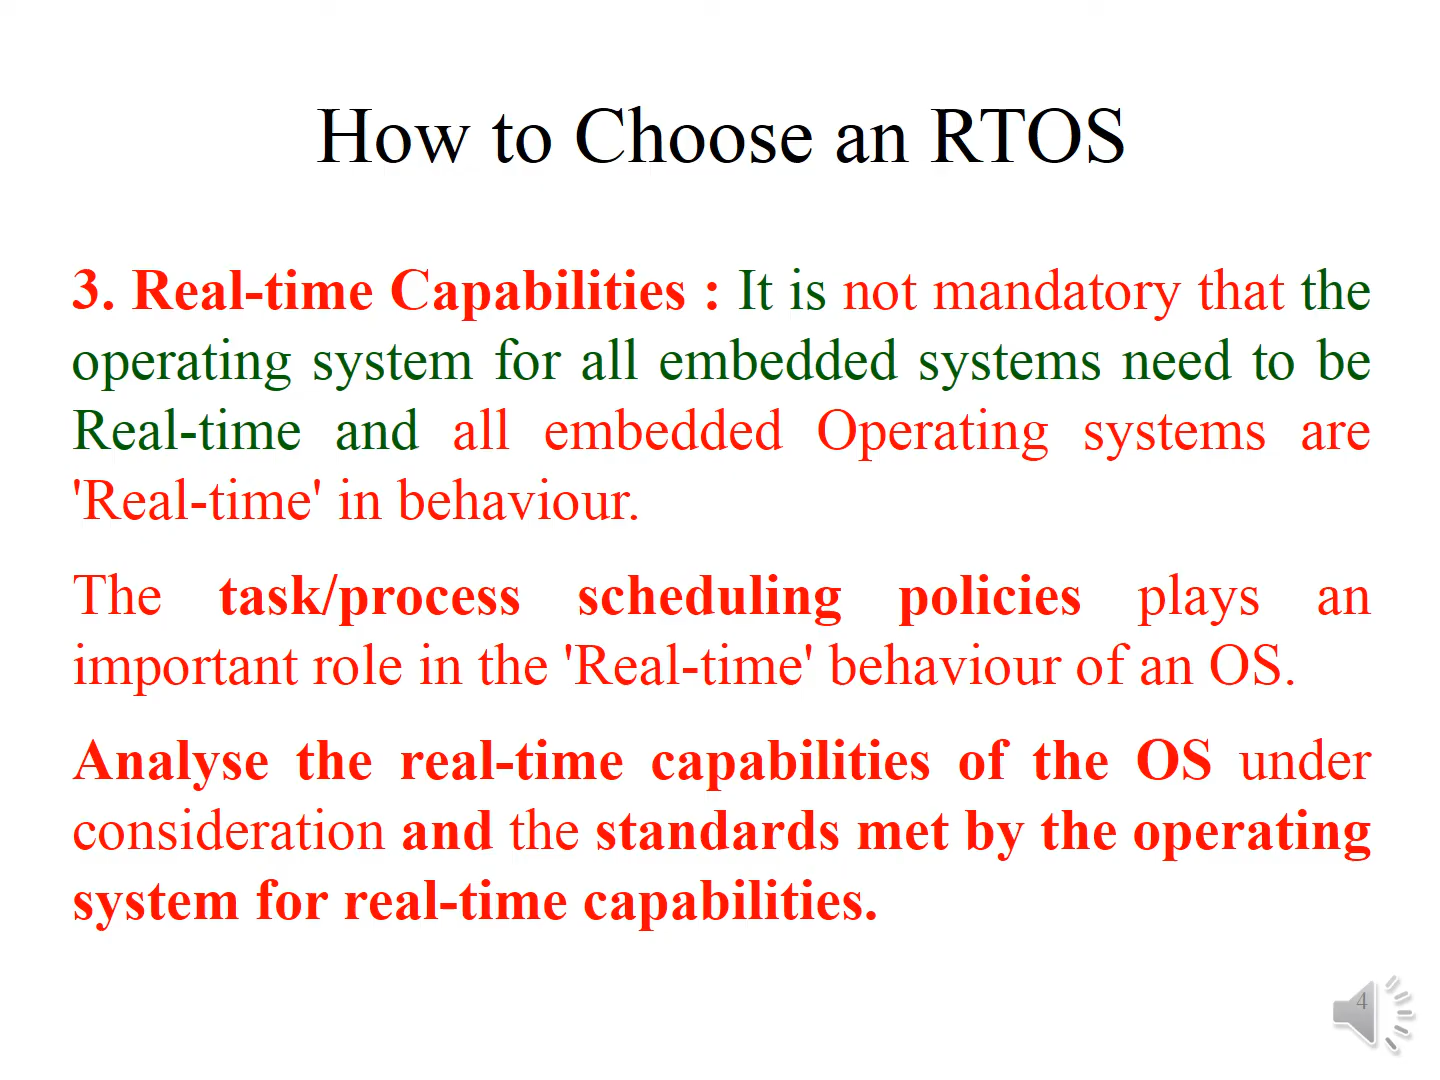 How to Choose an RTOS
3. Real-time Capabilities : It is not mandatory that the
operating system for all embedded systems need to be
Real-time and all embedded Operating systems are
'Real-time' in behaviour.
The task/process scheduling policies plays an
important role in the 'Real-time' behaviour of an OS.
Analyse the real-time capabilities of the OS under
consideration and the standards met by the operating
system for real-time capabilities.
4